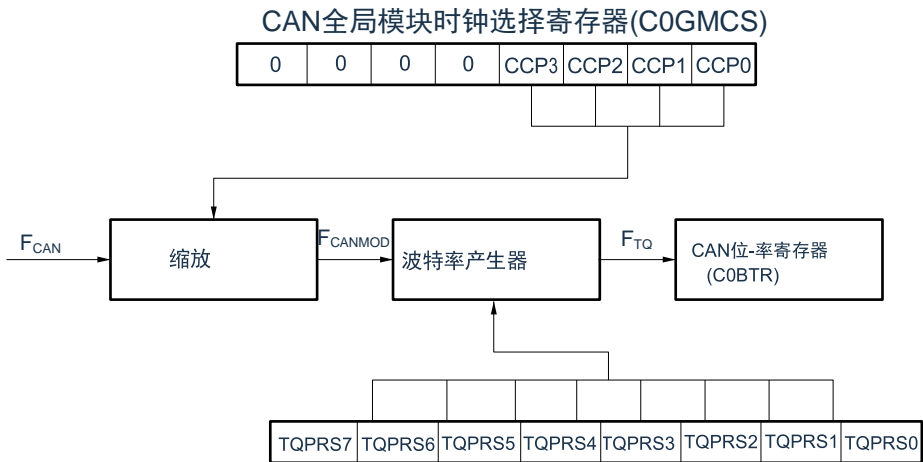 CAN全局模块时钟选择寄存器(C0GMCS)
0 0 0 0 CCP3 CCP2 CCP1 CCP0
FCAN
缩放
FCANMOD
波特率产生器
FTQ
CAN位-率寄存器
(C0BTR)
TQPRS7 TQPRS6 TQPRS5 TQPRS4 TQPRS3 TQPRS2 TQPRS1 TQPRS0